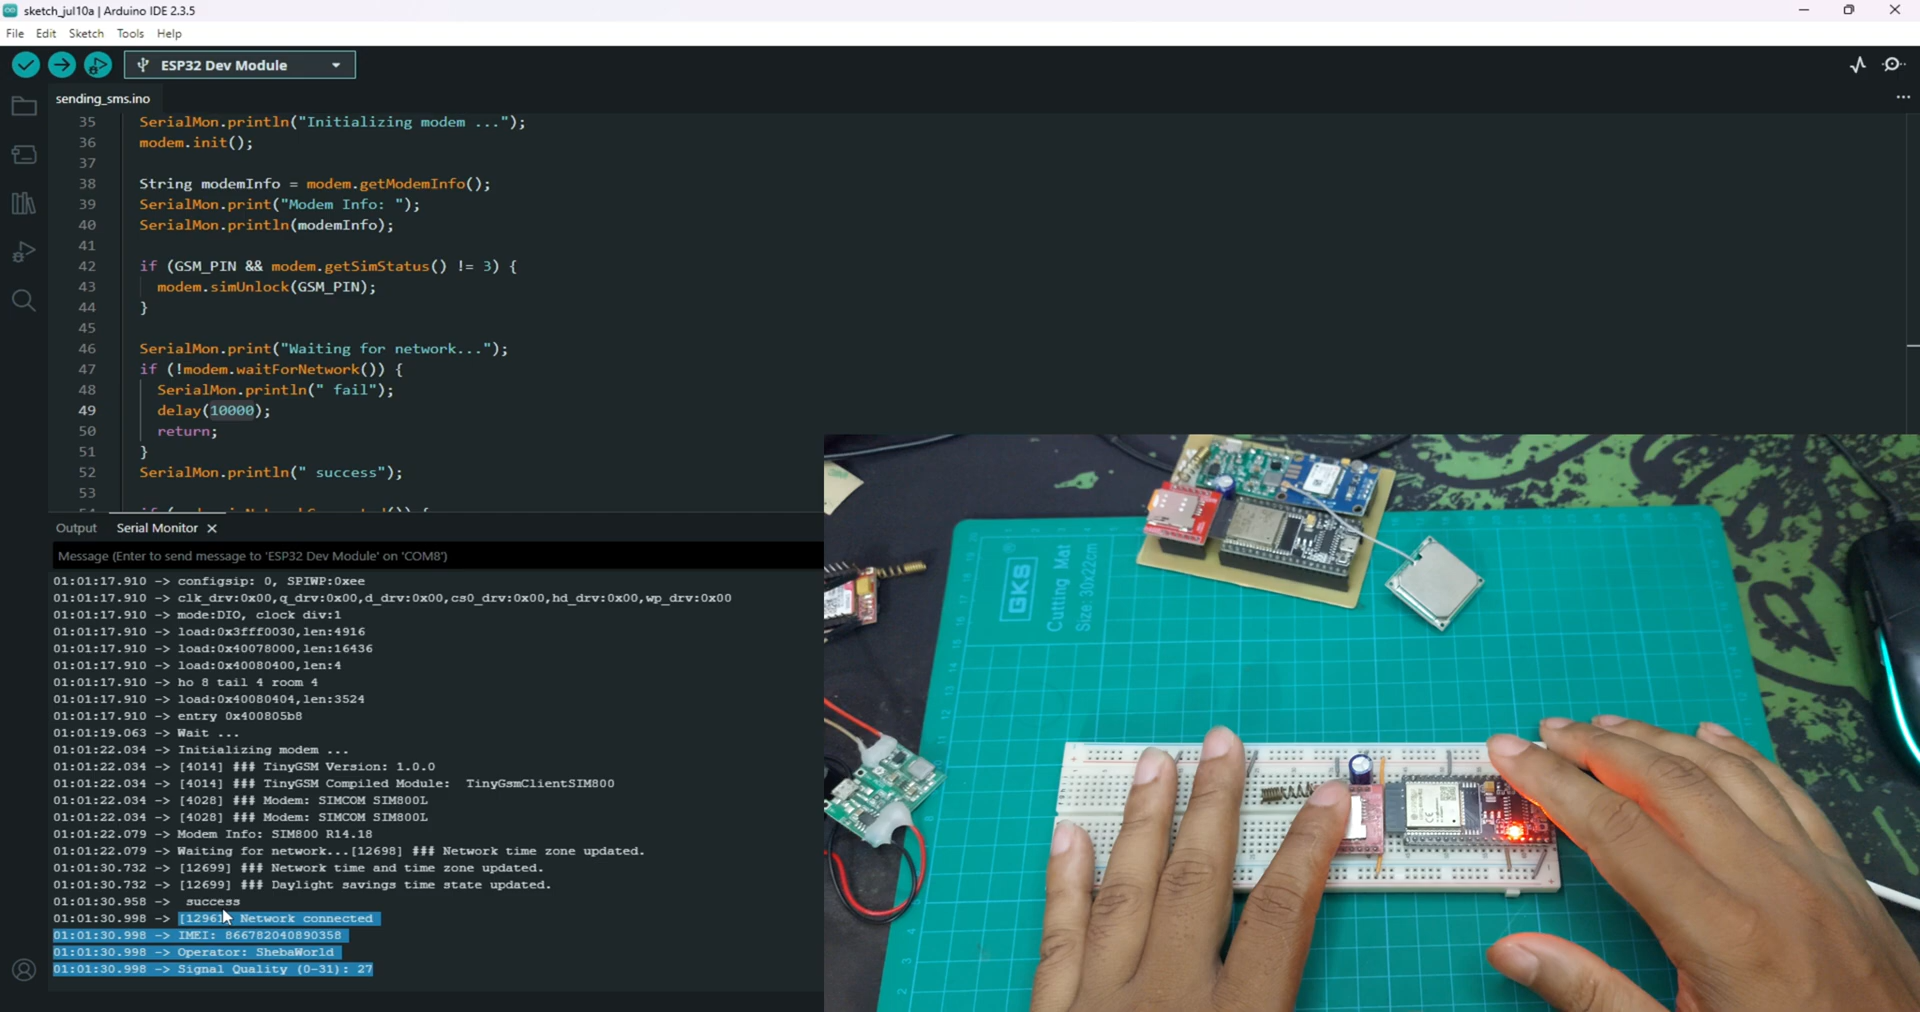 sketch_jul10a | Arduino IDE 2.3.5
File Edit Sketch Tools Help
ESP32 Dev Module
sending_sms.ino
35 SerialMon.println("Initializing modem ...");
36 modem.init();
37
38 String modemInfo = modem.getModemInfo();
39 SerialMon.print("Modem Info: ");
40 SerialMon.println(modemInfo);
41
42 if (GSM_PIN && modem.getSimStatus() != 3) {
43 modem.simUnlock(GSM_PIN);
44 }
45
46 SerialMon.print("Waiting for network...");
47 if (!modem.waitForNetwork()) {
48 SerialMon.println(" fail");
49 delay(10000);
50 return;
51 }
52 SerialMon.println(" success");
53
Output Serial Monitor
Message (Enter to send message to 'ESP32 Dev Module' on 'COM8')
01:01:17.910 -> configsip: 0, SPIWP:0xee
01:01:17.910 -> clk_drv:0x00,q_drv:0x00,d_drv:0x00,cs0_drv:0x00,hd_drv:0x00,wp_drv:0x00
01:01:17.910 -> mode:DIO, clock div:1
01:01:17.910 -> load:0x3fff0030,len:4916
01:01:17.910 -> load:0x40078000,len:16436
01:01:17.910 -> load:0x40080400,len:4
01:01:17.910 -> ho 8 tail 4 room 4
01:01:17.910 -> load:0x40080404,len:3524
01:01:17.910 -> entry 0x400805b8
01:01:19.063 -> Wait ...
01:01:22.034 -> Initializing modem ...
01:01:22.034 -> [4014] ### TinyGSM Version: 1.0.0
01:01:22.034 -> [4014] ### TinyGSM Compiled Module: TinyGsmClientSIM800
01:01:22.034 -> [4028] ### Modem: SIMCOM SIM800L
01:01:22.034 -> [4028] ### Modem: SIMCOM SIM800L
01:01:22.079 -> Modem Info: SIM800 R14.18
01:01:22.079 -> Waiting for network...[12698] ### Network time zone updated.
01:01:30.732 -> [12699] ### Network time and time zone updated.
01:01:30.732 -> [12699] ### Daylight savings time state updated.
01:01:30.958 -> success
01:01:30.998 -> [12961] Network connected
01:01:30.998 -> IMEI: 866782040890358
01:01:30.998 -> Operator: ShebaWorld
01:01:30.998 -> Signal Quality (0-31): 27
GKS
Cutting Mat
Size: 30x22cm